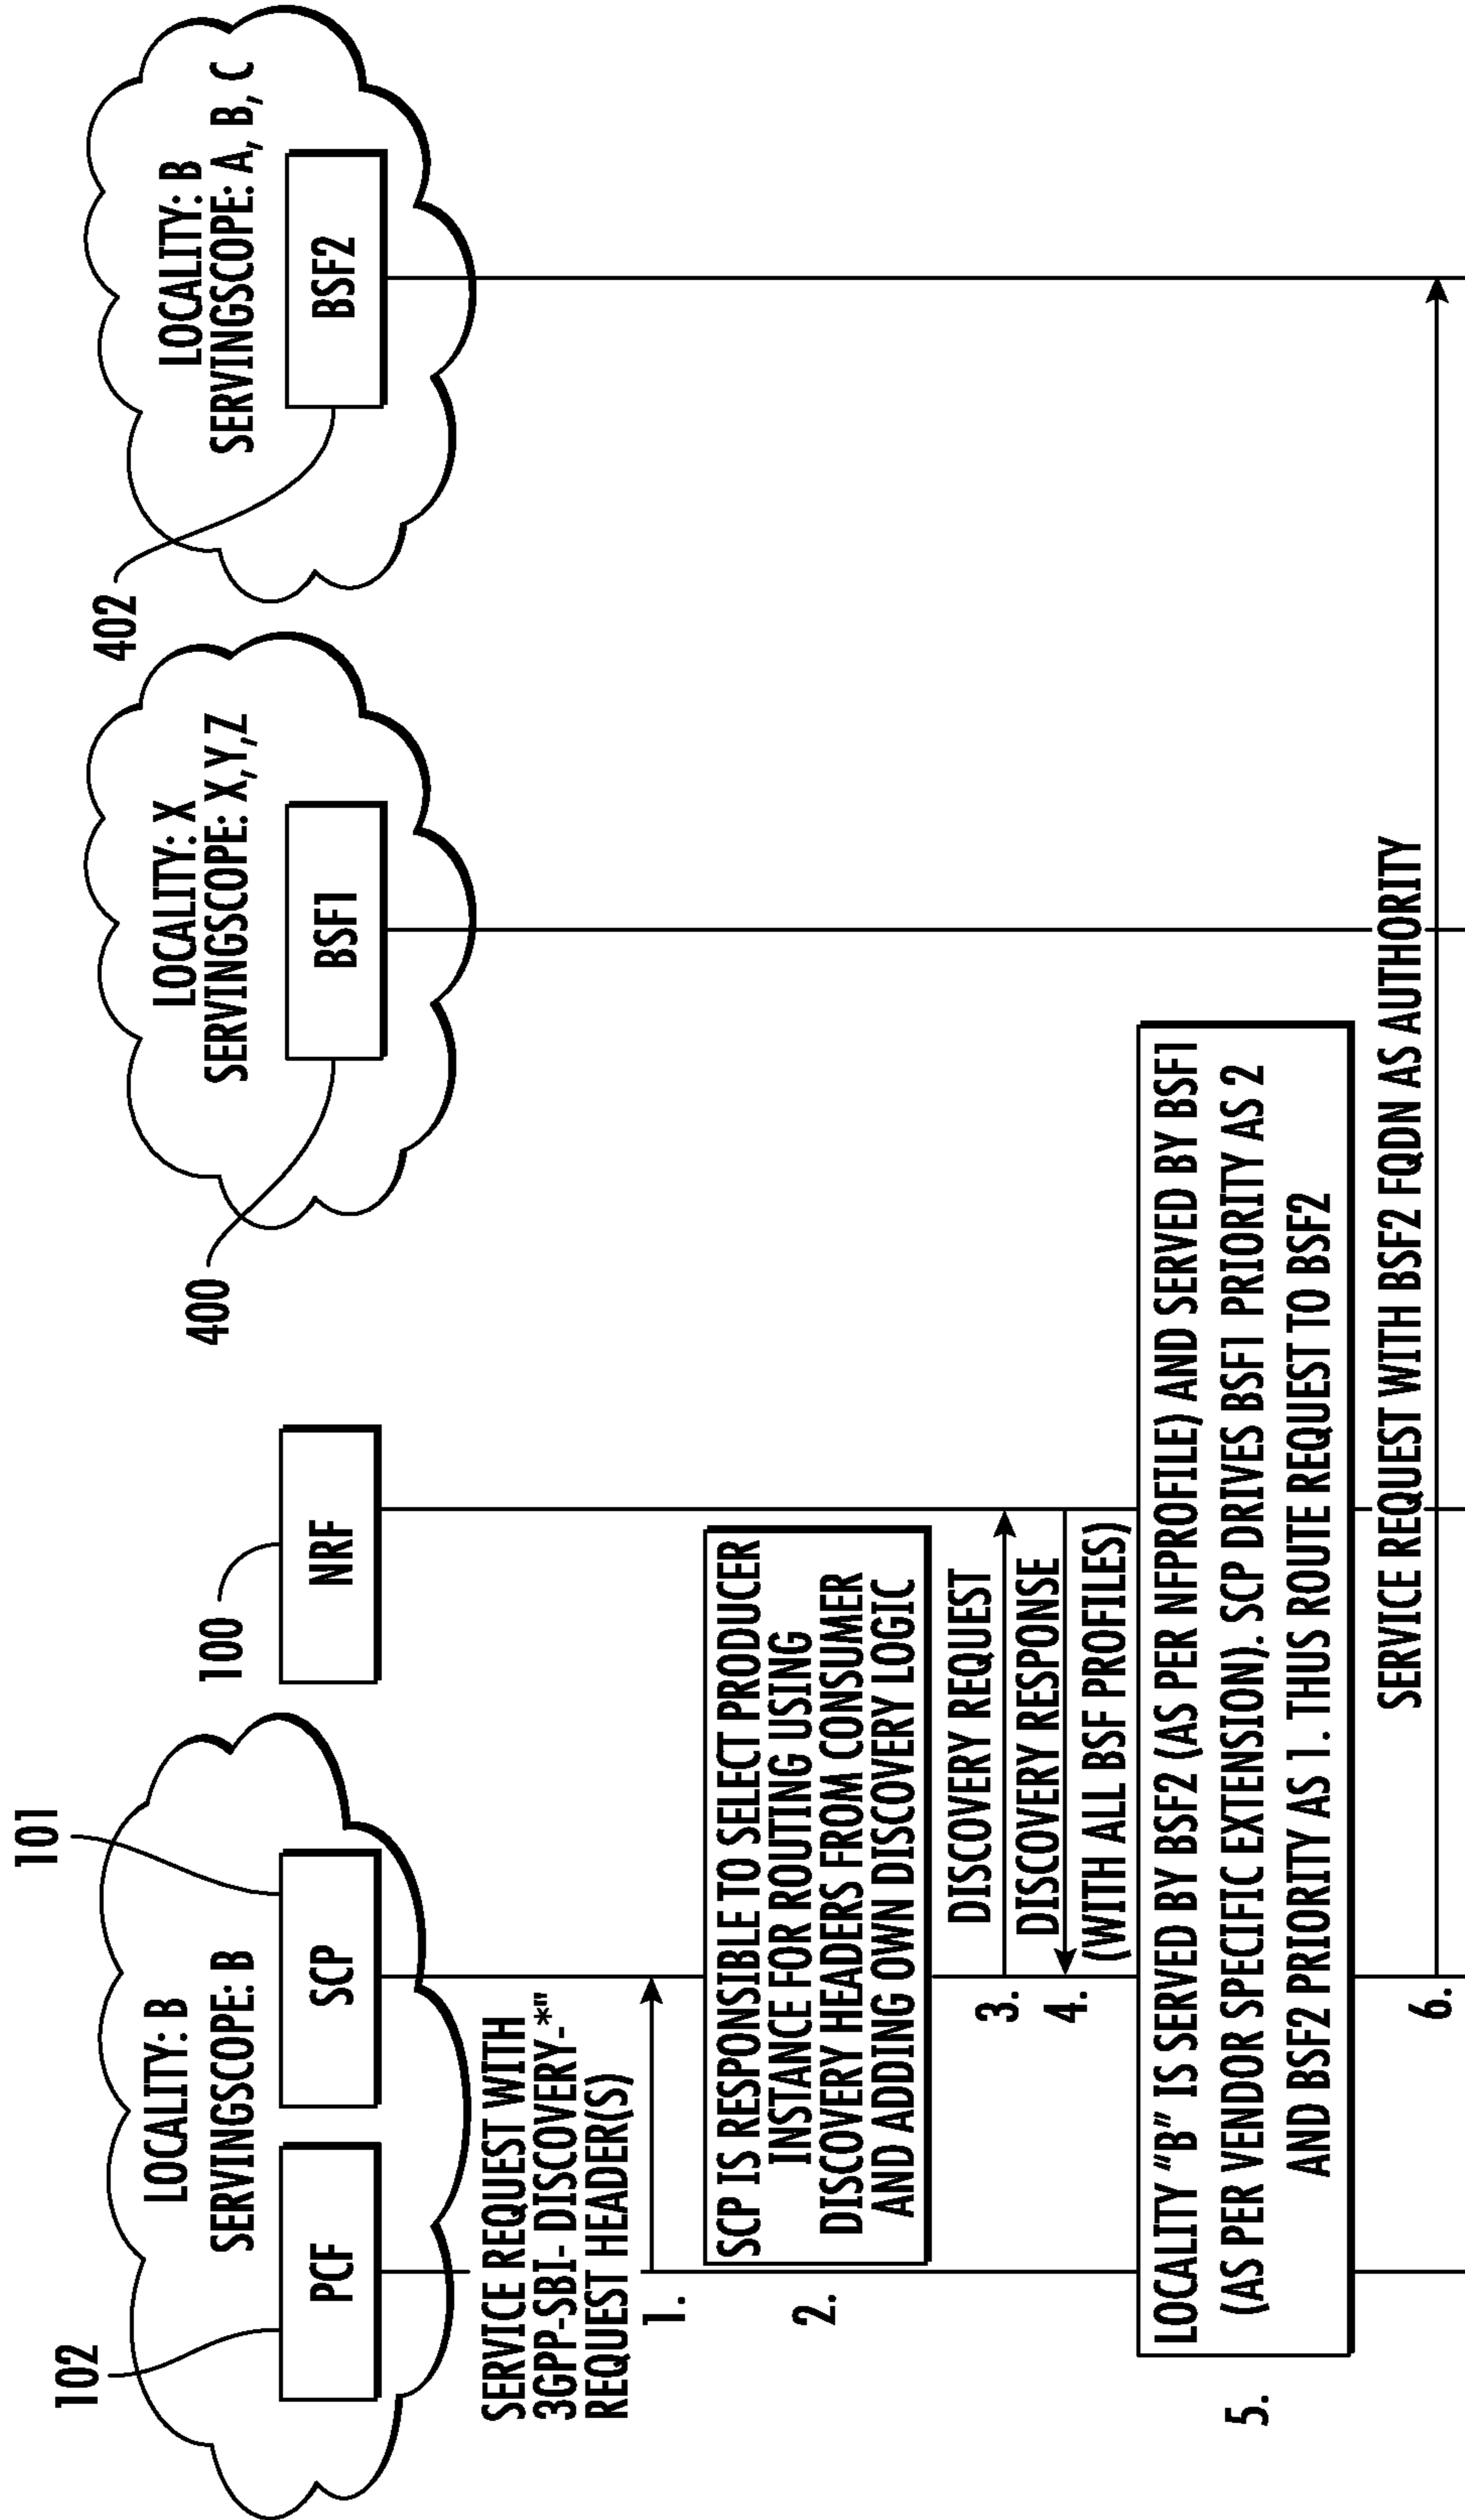 102
101
LOCALITY: B
SERVINGSCOPE: B
PCF
SCP
100
NRF
400
LOCALITY: X
SERVINGSCOPE: X,Y,Z
BSF1
402
LOCALITY: B
SERVINGSCOPE: A, B, C
BSF2
SERVICE REQUEST WITH
3GPP-SBI- DISCOVERY-*"
REQUEST HEADER(S)
1.
2.
SCP IS RESPONSIBLE TO SELECT PRODUCER
INSTANCE FOR ROUTING USING
DISCOVERY HEADERS FROM CONSUMER
AND ADDING OWN DISCOVERY LOGIC
DISCOVERY REQUEST
3.
DISCOVERY RESPONSE
4.
(WITH ALL BSF PROFILES)
5.
LOCALITY "B" IS SERVED BY BSF2 (AS PER NFPROFILE) AND SERVED BY BSF1
(AS PER VENDOR SPECIFIC EXTENSION). SCP DRIVES BSF1 PRIORITY AS 2
AND BSF2 PRIORITY AS 1. THUS ROUTE REQUEST TO BSF2
SERVICE REQUEST WITH BSF2 FQDN AS AUTHORITY
6.